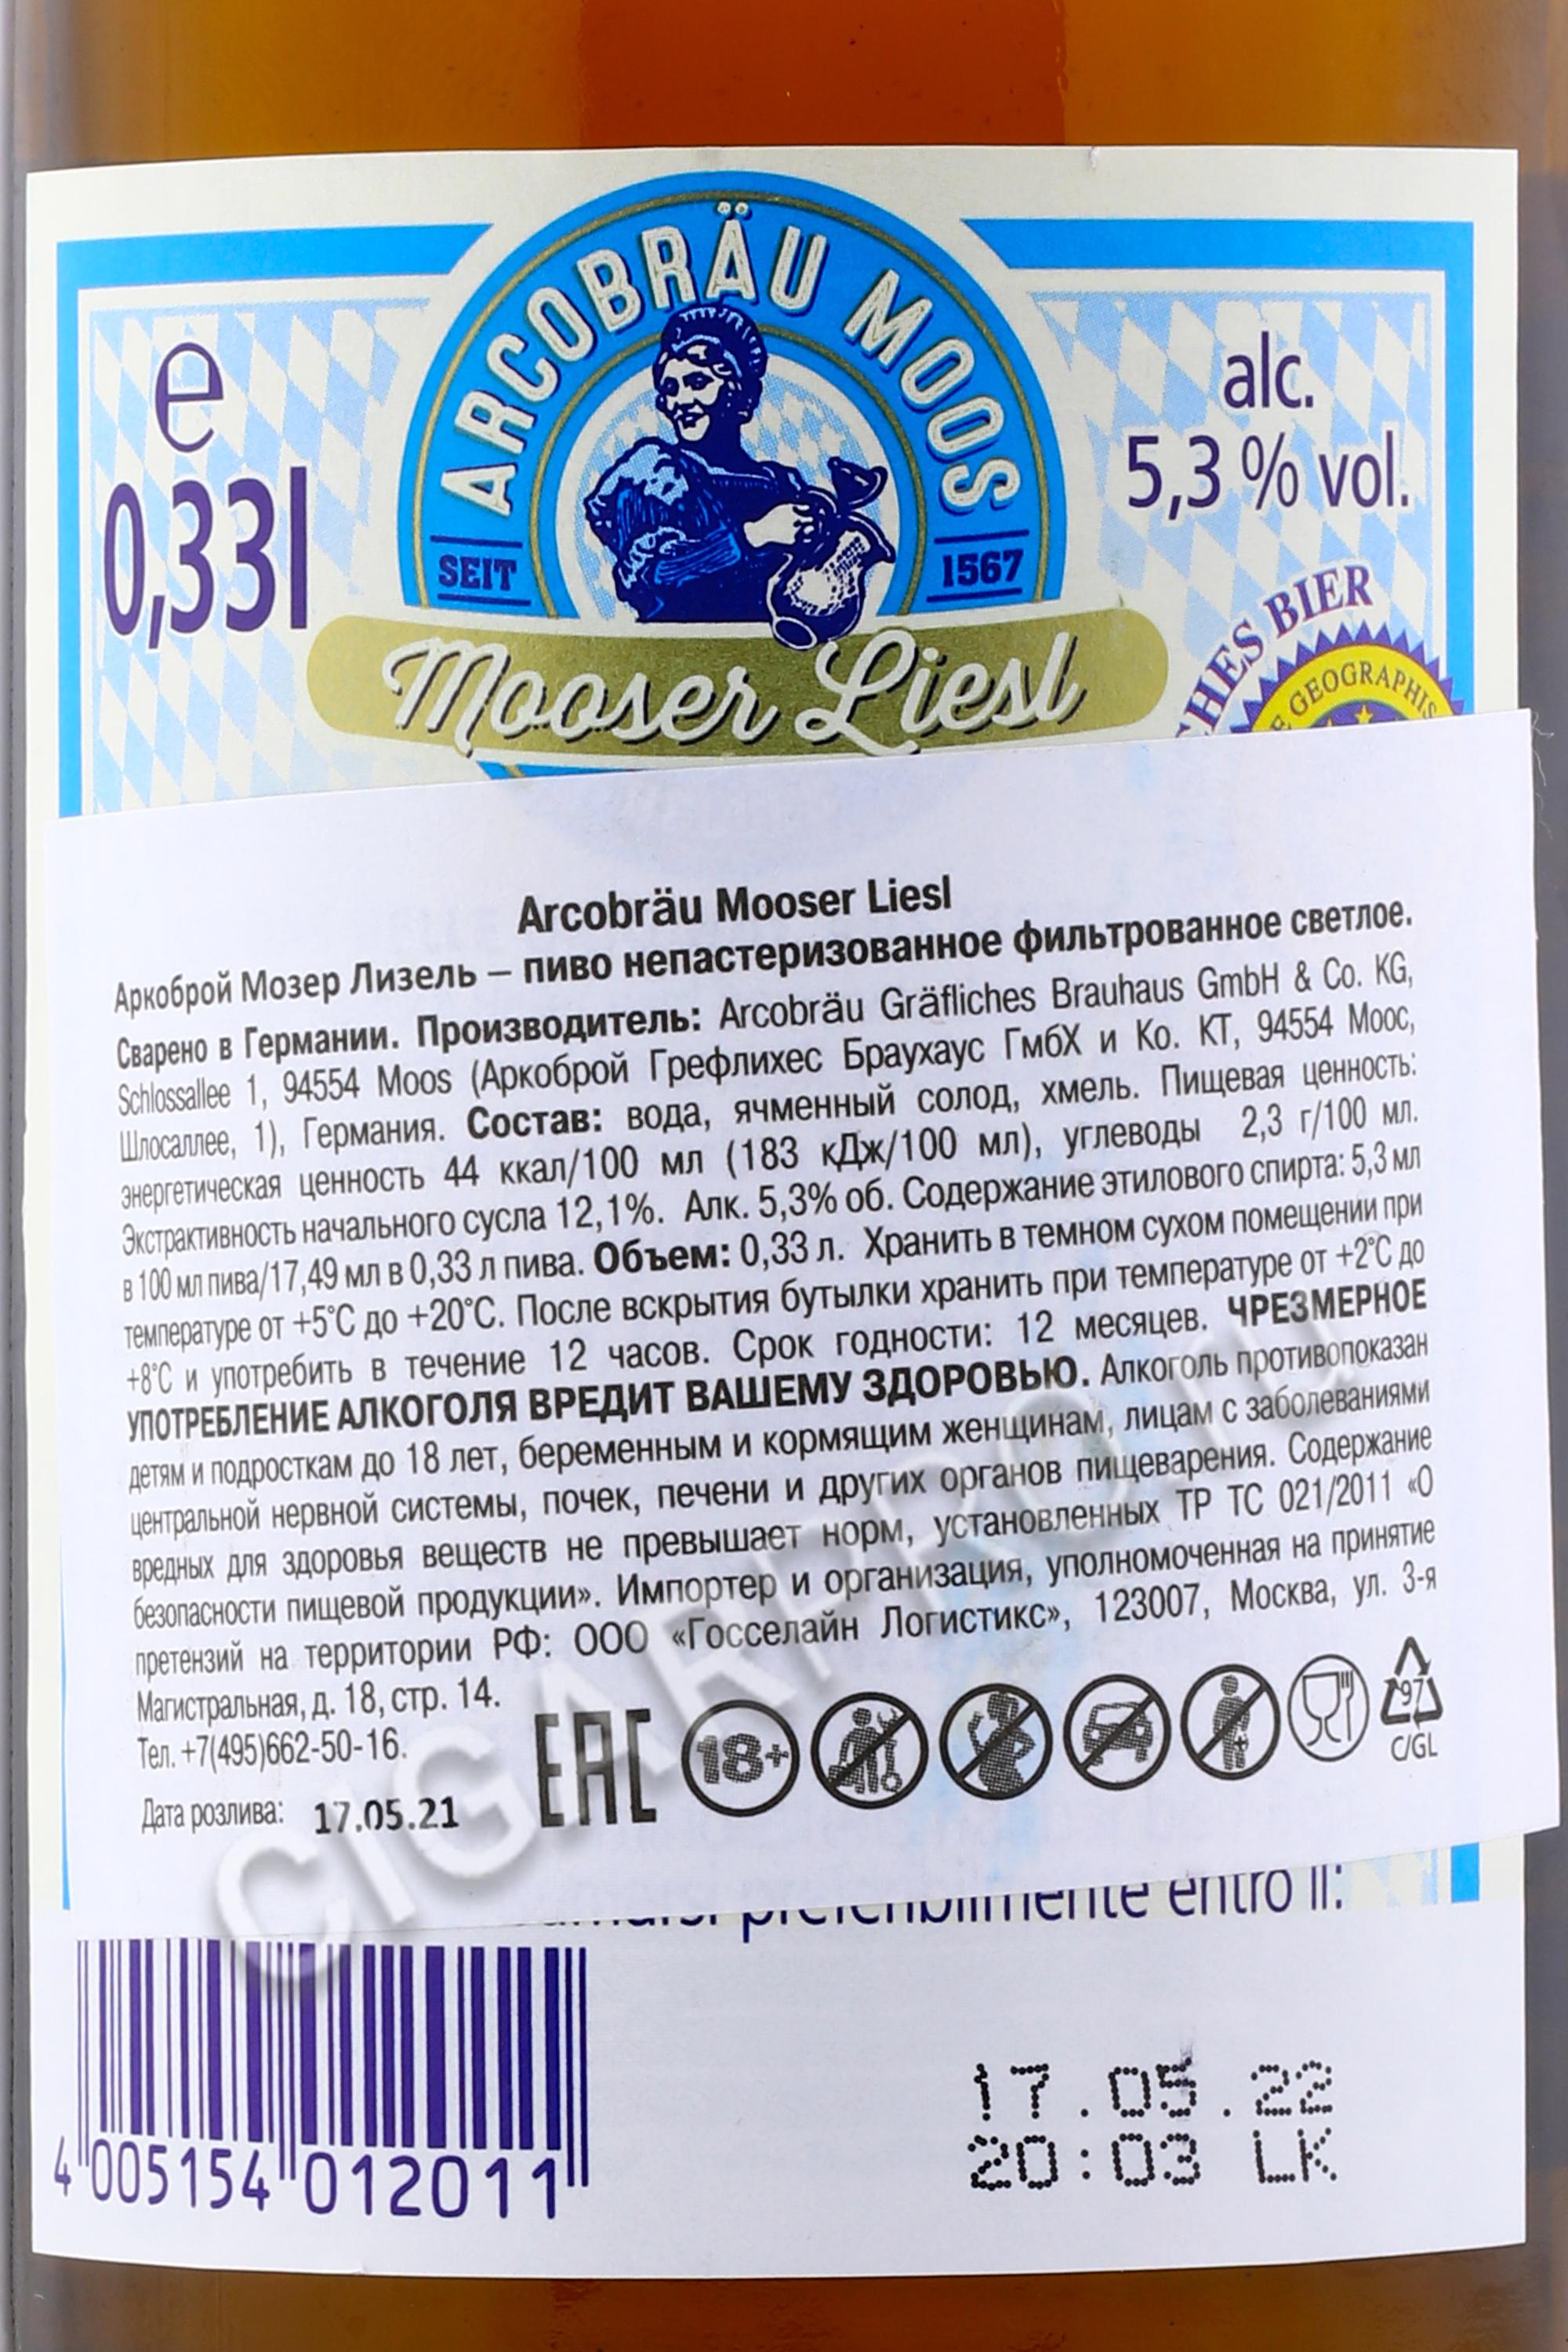 ARCOBRÄU MOOS
SEIT 1567
e
0,33l
alc.
5,3 % vol.
Mooser Liesl
BIER
GEOGRAPHIS
Arcobräu Mooser Liesl
Аркоброй Мозер Лизель – пиво непастеризованное фильтрованное светлое.
Сварено в Германии. Производитель: Arcobräu Gräfliches Brauhaus GmbH & Co. KG,
Schlossallee 1, 94554 Moos (Аркоброй Грефлихес Браухаус ГмбХ и Ко. КТ, 94554 Моос,
Шлосаллее, 1), Германия. Состав: вода, ячменный солод, хмель. Пищевая ценность:
энергетическая ценность 44 ккал/100 мл (183 кДж/100 мл), углеводы 2,3 г/100 мл.
Экстрактивность начального сусла 12,1%. Алк. 5,3% об. Содержание этилового спирта: 5,3 мл
в 100 мл пива/17,49 мл в 0,33 л пива. Объем: 0,33 л. Хранить в темном сухом помещении при
температуре от +5°С до +20°С. После вскрытия бутылки хранить при температуре от +2°С до
+8°С и употребить в течение 12 часов. Срок годности: 12 месяцев. ЧРЕЗМЕРНОЕ
УПОТРЕБЛЕНИЕ АЛКОГОЛЯ ВРЕДИТ ВАШЕМУ ЗДОРОВЬЮ. Алкоголь противопоказан
детям и подросткам до 18 лет, беременным и кормящим женщинам, лицам с заболеваниями
центральной нервной системы, почек, печени и других органов пищеварения. Содержание
вредных для здоровья веществ не превышает норм, установленных ТР ТС 021/2011 «О
безопасности пищевой продукции». Импортер и организация, уполномоченная на принятие
претензий на территории РФ: ООО «Госселайн Логистикс», 123007, Москва, ул. 3-я
Магистральная, д. 18, стр. 14.
Тел. +7(495)662-50-16.
Дата розлива: 17.05.21
EAC 18+ 97
C/GL
CIGARPRO.ru
preferibilmente entro il:
4 005154 012011
17.05.22
20:03 LK